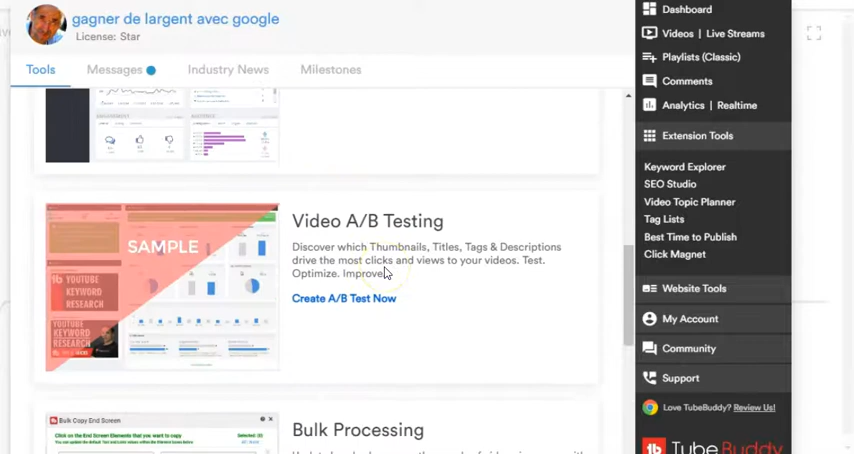 gagner de largent avec google
License: Star
Tools
Messages
Industry News
Milestones
SAMPLE
YOUTUBE
KEYWORD
RESEARCH
YOUTUBE
KEYWORD
RESEARCH
Video A/B Testing
Discover which Thumbnails, Titles, Tags & Descriptions
drive the most clicks and views to your videos. Test.
Optimize. Improve.
Create A/B Test Now
Bulk Copy End Screen
Click on the End Screen Elements that you want to copy
Bulk Processing
Dashboard
Videos | Live Streams
Playlists (Classic)
Comments
Analytics | Realtime
Extension Tools
Keyword Explorer
SEO Studio
Video Topic Planner
Tag Lists
Best Time to Publish
Click Magnet
Website Tools
My Account
Community
Support
Love TubeBuddy? Review Us!
tb TubeBuddy